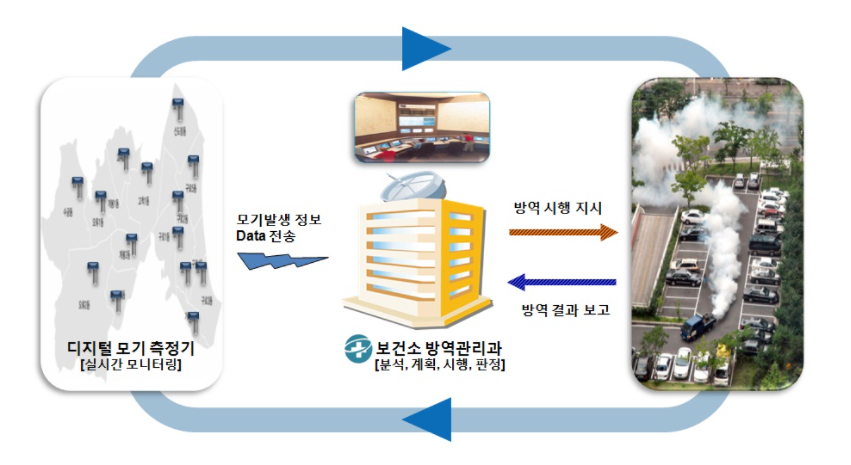 모기발생 정보
Data 전송
방역 시행 지시
방역 결과 보고
디지털 모기 측정기
[실시간 모니터링]
보건소 방역관리과
[분석, 계획, 시행, 판정]